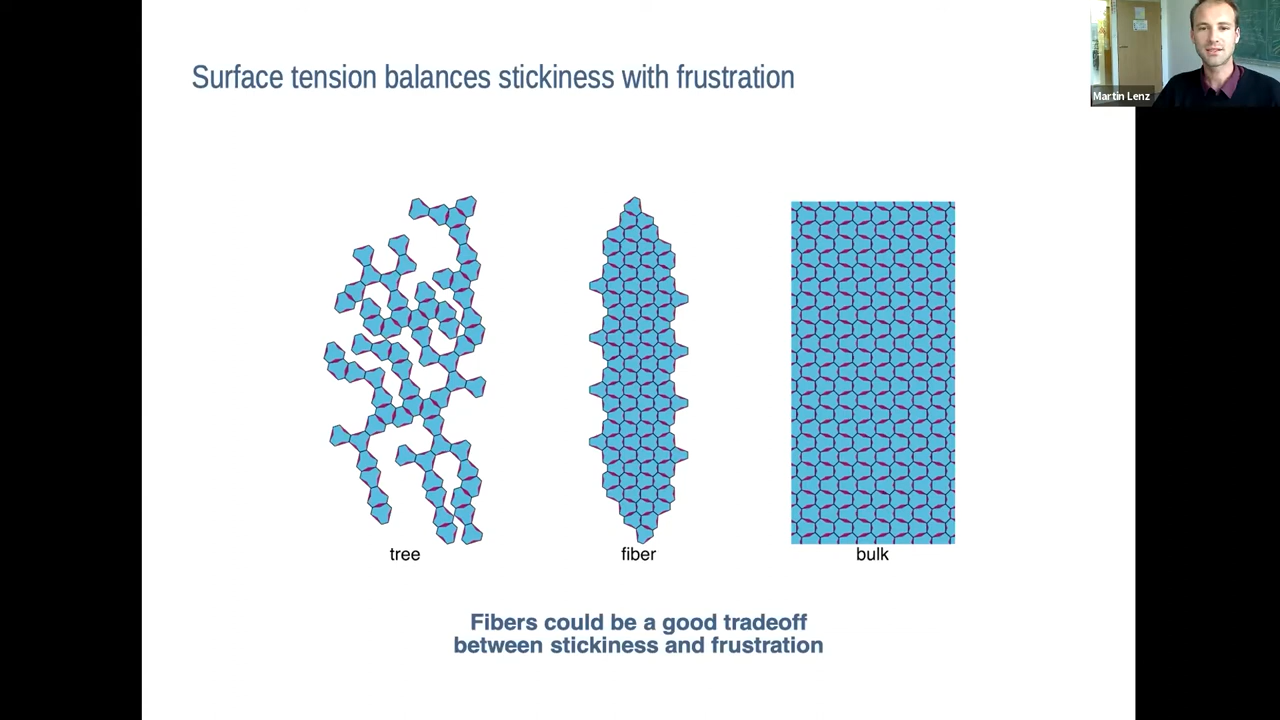 Surface tension balances stickiness with frustration
Martin Lenz
tree
fiber
bulk
Fibers could be a good tradeoff
between stickiness and frustration